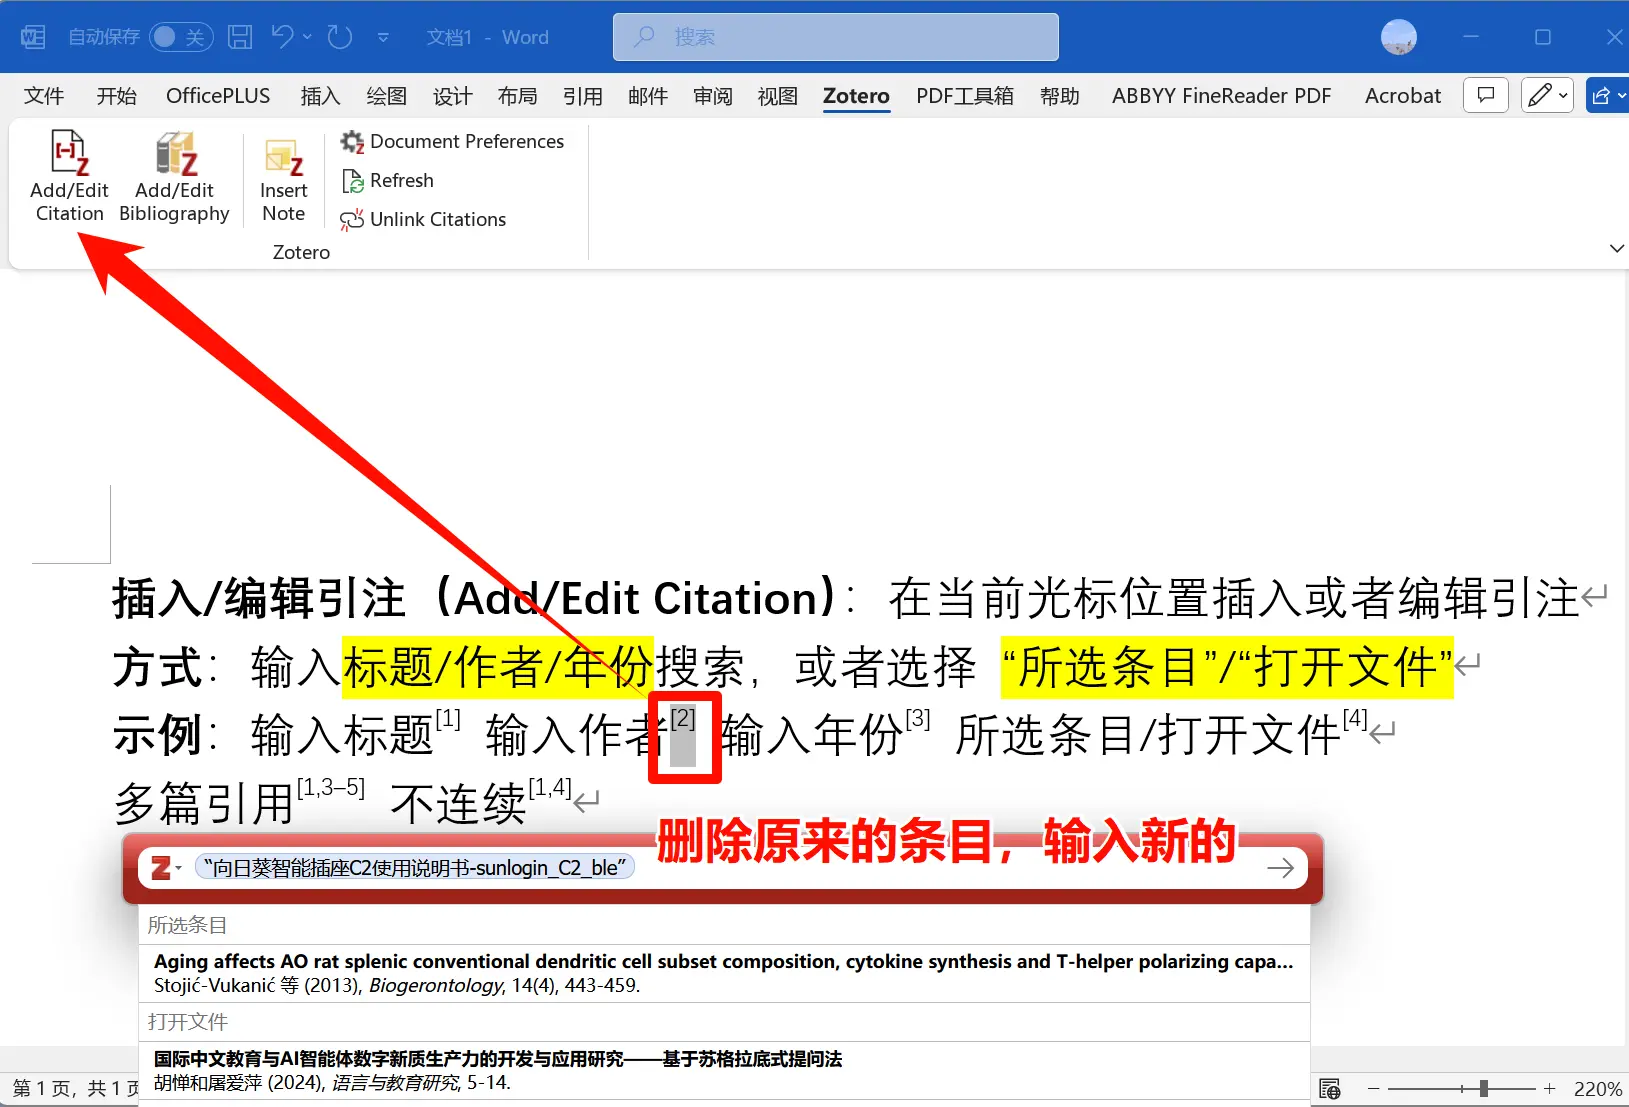 自动保存 关 文档1 - Word 搜索
文件 开始 OfficePLUS 插入 绘图 设计 布局 引用 邮件 审阅 视图 Zotero PDF工具箱 帮助 ABBYY FineReader PDF Acrobat
Add/Edit Citation
Add/Edit Bibliography
Insert Note
Document Preferences
Refresh
Unlink Citations
Zotero
插入/编辑引注（Add/Edit Citation）：在当前光标位置插入或者编辑引注
方式：输入标题/作者/年份搜索，或者选择 “所选条目”/“打开文件”
示例：输入标题[1] 输入作者[2] 输入年份[3] 所选条目/打开文件[4]
多篇引用[1,3–5] 不连续[1,4]
删除原来的条目，输入新的
Z “向日葵智能插座C2使用说明书-sunlogin_C2_ble”
所选条目
Aging affects AO rat splenic conventional dendritic cell subset composition, cytokine synthesis and T-helper polarizing capa...
Stojić-Vukanić 等 (2013), Biogerontology, 14(4), 443-459.
打开文件
国际中文教育与AI智能体数字新质生产力的开发与应用研究——基于苏格拉底式提问法
胡惮和屠爱萍 (2024), 语言与教育研究, 5-14.
第 1 页，共 1 页
220%